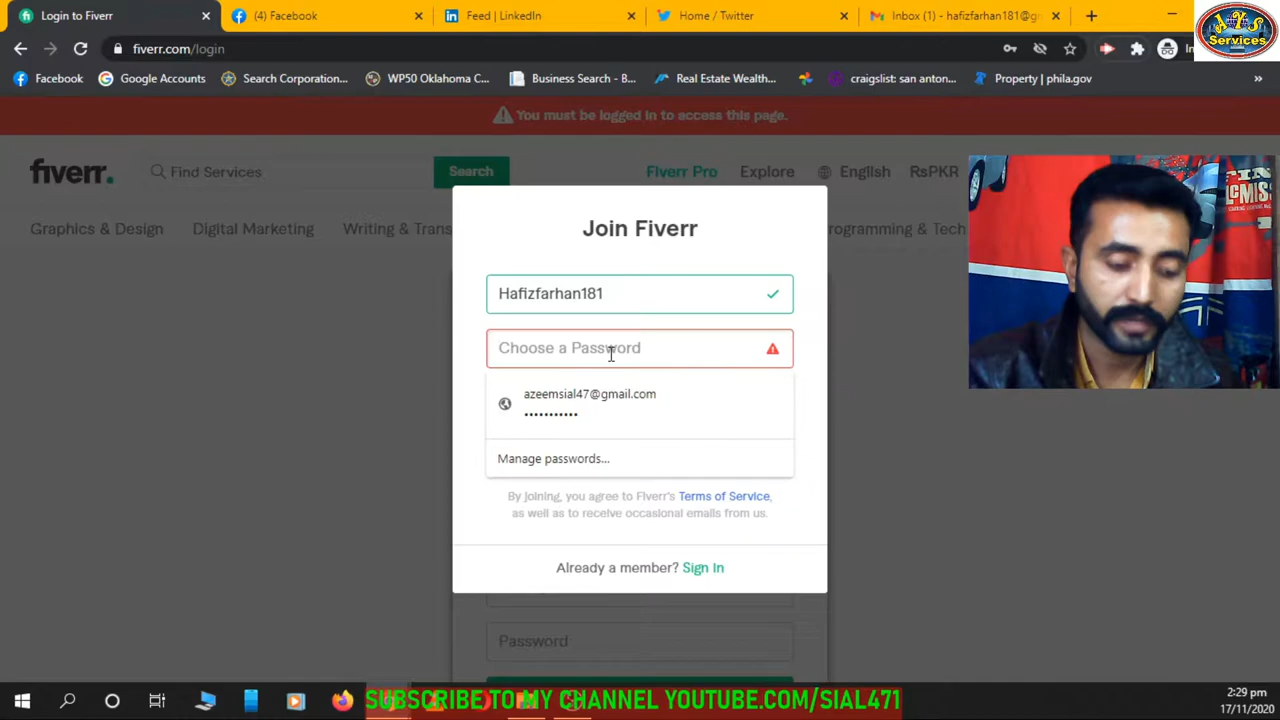 Login to Fiverr
(4) Facebook
Feed | LinkedIn
Home / Twitter
Inbox (1) - hafizfarhan181@gm
AYS
Services
fiverr.com/login
Facebook
Google Accounts
Search Corporation...
WP50 Oklahoma C...
Business Search - B...
Real Estate Wealth...
craigslist: san anton...
Property | phila.gov
»
You must be logged in to access this page.
fiverr.
Find Services
Search
Fiverr Pro
Explore
English
RsPKR
Graphics & Design
Digital Marketing
Writing & Trans
rogramming & Tech
Join Fiverr
Hafizfarhan181
Choose a Password
azeemsial47@gmail.com
•••••••••••
Manage passwords...
By joining, you agree to Fiverr's Terms of Service,
as well as to receive occasional emails from us.
Already a member? Sign In
Password
SUBSCRIBE TO MY CHANNEL YOUTUBE.COM/SIAL471
2:29 pm
17/11/2020